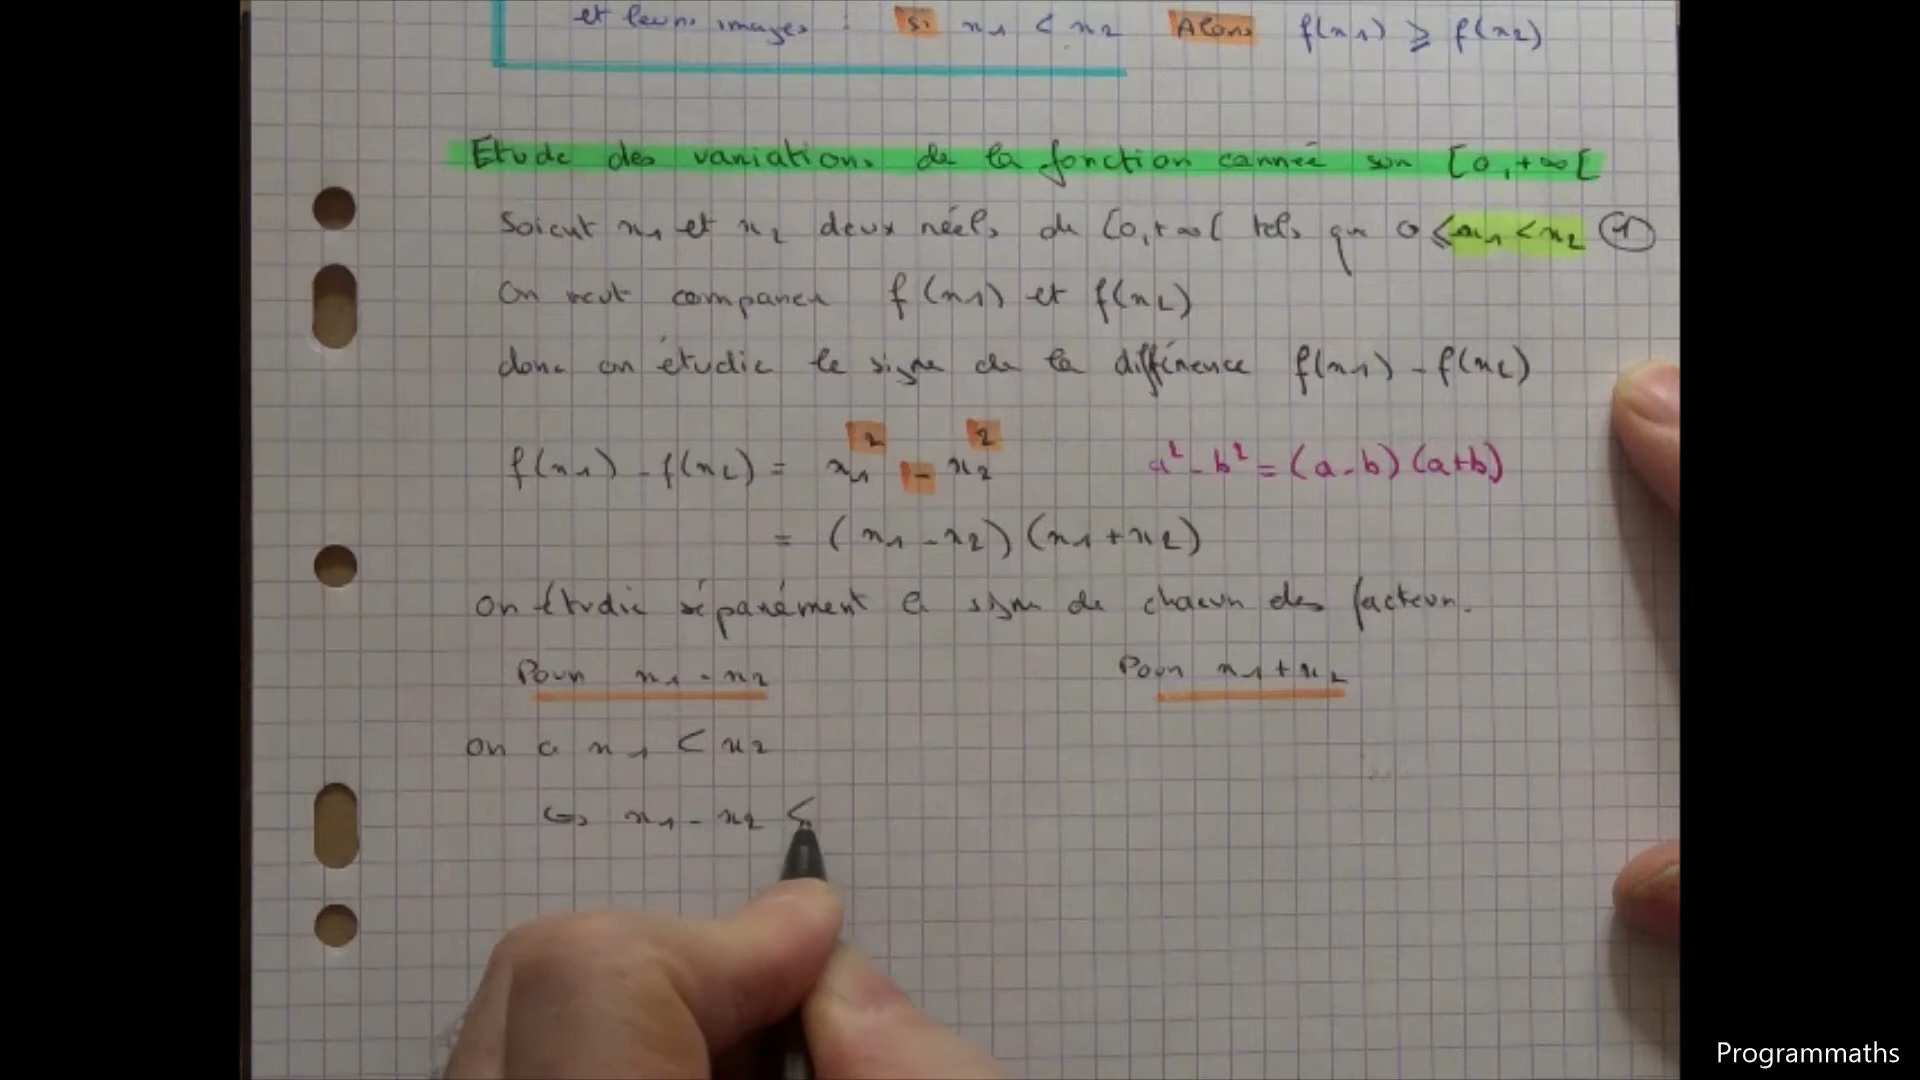 et leurs images : Si x1 < x2 Alors f(x1) ⩾ f(x2)
Etude des variations de la fonction carrée sur [0,+∞[
Soient x1 et x2 deux réels de [0,+∞[ tels que 0 ⩽ x1 < x2 ①
On veut comparer f(x1) et f(x2)
donc on étudie le signe de la différence f(x1) - f(x2)
f(x1) - f(x2) = x1² - x2² a² - b² = (a-b)(a+b)
= (x1 - x2)(x1 + x2)
on étudie séparément le signe de chacun des facteurs.
Pour x1 - x2 Pour x1 + x2
on a x1 < x2
⇔ x1 - x2 <
Programmaths